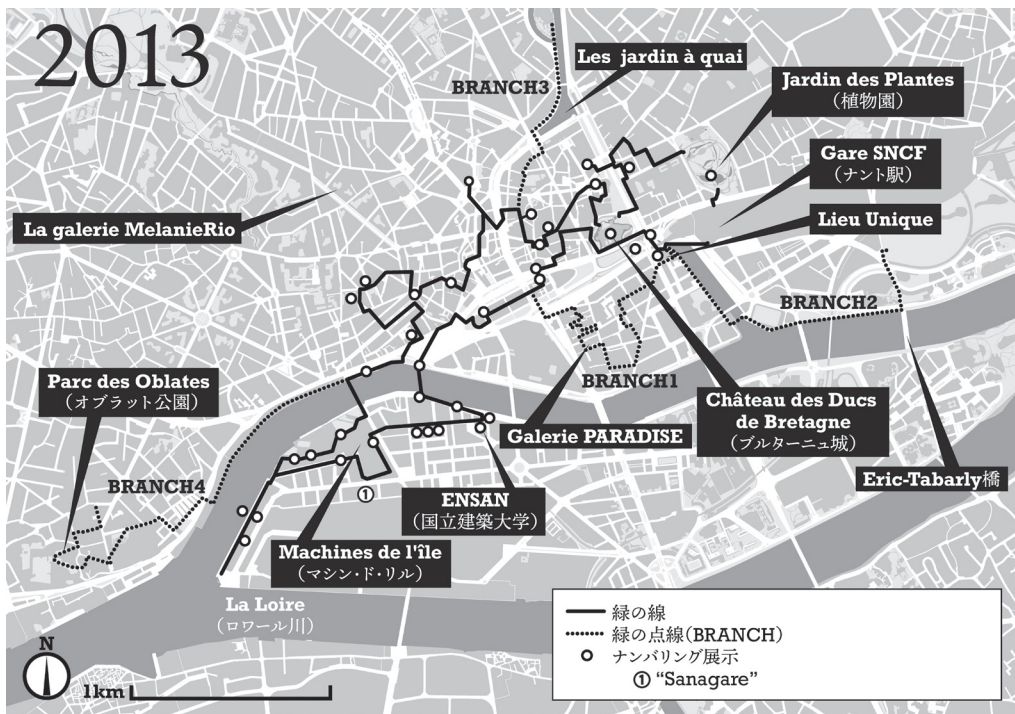 2013
Les jardin à quai
BRANCH3
Jardin des Plantes
（植物園）
Gare SNCF
（ナント駅）
La galerie MelanieRio
Lieu Unique
BRANCH2
Parc des Oblates
（オブラット公園）
BRANCH1
Château des Ducs
de Bretagne
（ブルターニュ城）
Galerie PARADISE
Eric-Tabarly橋
BRANCH4
①
ENSAN
（国立建築大学）
Machines de l'île
（マシン・ド・リル）
La Loire
（ロワール川）
緑の線
緑の点線（BRANCH）
ナンバリング展示
① “Sanagare”
N
1km